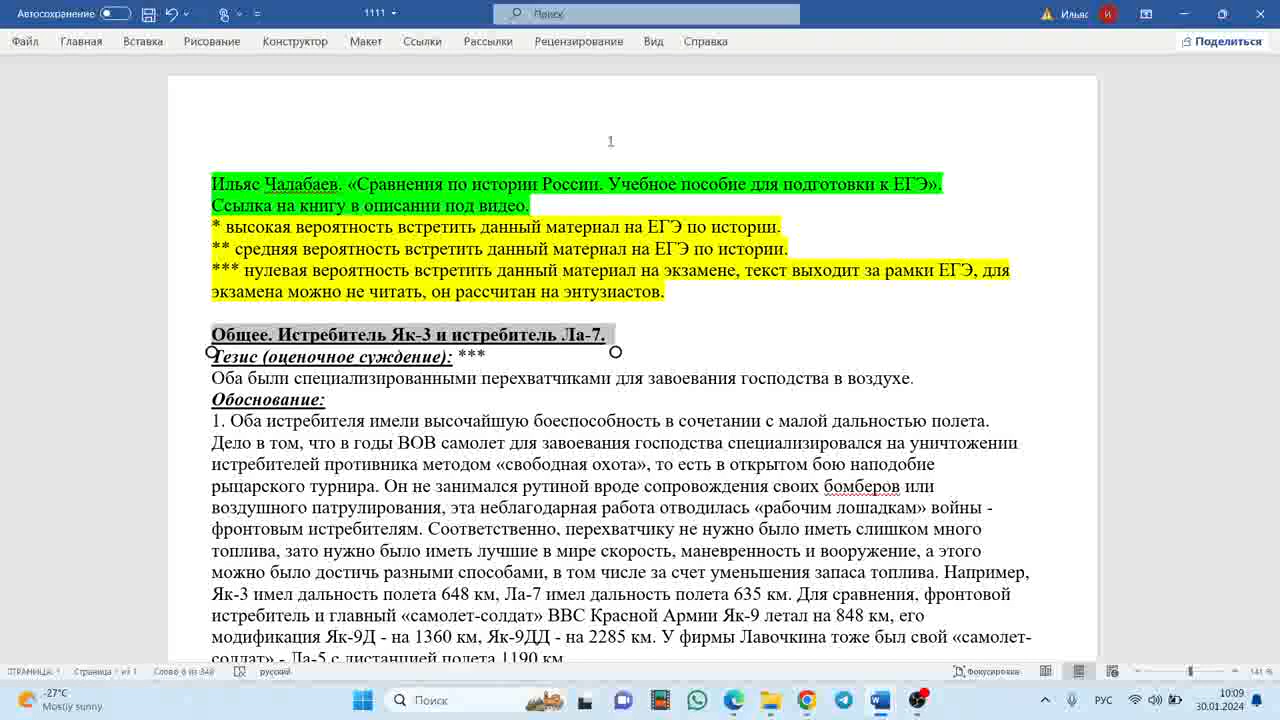 Автосохранение
Поиск
Ильяс И
Файл Главная Вставка Рисование Конструктор Макет Ссылки Рассылки Рецензирование Вид Справка Поделиться
1
Ильяс Чалабаев. «Сравнения по истории России. Учебное пособие для подготовки к ЕГЭ».
Ссылка на книгу в описании под видео.
* высокая вероятность встретить данный материал на ЕГЭ по истории.
** средняя вероятность встретить данный материал на ЕГЭ по истории.
*** нулевая вероятность встретить данный материал на экзамене, текст выходит за рамки ЕГЭ, для
экзамена можно не читать, он рассчитан на энтузиастов.
Общее. Истребитель Як-3 и истребитель Ла-7.
Тезис (оценочное суждение): ***
Оба были специализированными перехватчиками для завоевания господства в воздухе.
Обоснование:
1. Оба истребителя имели высочайшую боеспособность в сочетании с малой дальностью полета.
Дело в том, что в годы ВОВ самолет для завоевания господства специализировался на уничтожении
истребителей противника методом «свободная охота», то есть в открытом бою наподобие
рыцарского турнира. Он не занимался рутиной вроде сопровождения своих бомберов или
воздушного патрулирования, эта неблагодарная работа отводилась «рабочим лошадкам» войны -
фронтовым истребителям. Соответственно, перехватчику не нужно было иметь слишком много
топлива, зато нужно было иметь лучшие в мире скорость, маневренность и вооружение, а этого
можно было достичь разными способами, в том числе за счет уменьшения запаса топлива. Например,
Як-3 имел дальность полета 648 км, Ла-7 имел дальность полета 635 км. Для сравнения, фронтовой
истребитель и главный «самолет-солдат» ВВС Красной Армии Як-9 летал на 848 км, его
модификация Як-9Д - на 1360 км, Як-9ДД - на 2285 км. У фирмы Лавочкина тоже был свой «самолет-
солдат» - Ла-5 с дистанцией полета 1190 км
Страница 1 из 1 русский Фокусировка 141 %
-27°C
Mostly sunny
Поиск
РУС
10:09
30.01.2024